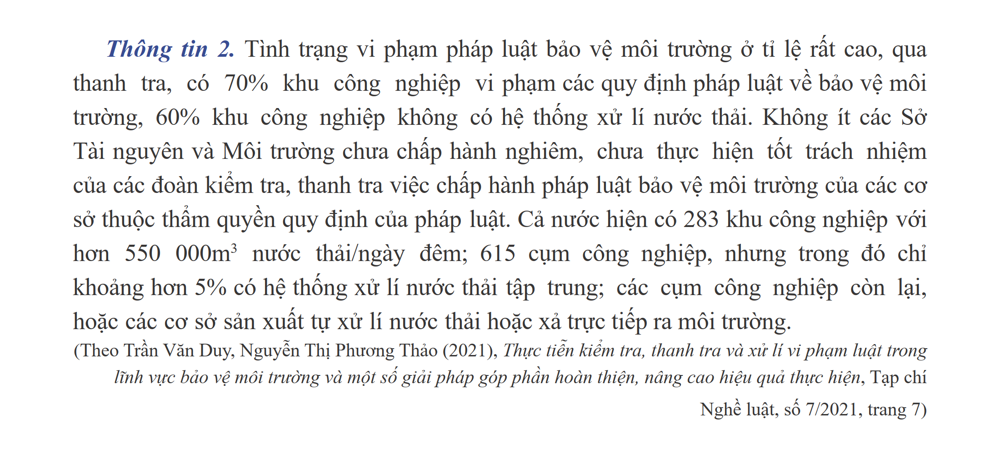 Thông tin 2. Tình trạng vi phạm pháp luật bảo vệ môi trường ở tỉ lệ rất cao, qua
thanh tra, có 70% khu công nghiệp vi phạm các quy định pháp luật về bảo vệ môi
trường, 60% khu công nghiệp không có hệ thống xử lí nước thải. Không ít các Sở
Tài nguyên và Môi trường chưa chấp hành nghiêm, chưa thực hiện tốt trách nhiệm
của các đoàn kiểm tra, thanh tra việc chấp hành pháp luật bảo vệ môi trường của các cơ
sở thuộc thẩm quyền quy định của pháp luật. Cả nước hiện có 283 khu công nghiệp với
hơn 550 000m³ nước thải/ngày đêm; 615 cụm công nghiệp, nhưng trong đó chỉ
khoảng hơn 5% có hệ thống xử lí nước thải tập trung; các cụm công nghiệp còn lại,
hoặc các cơ sở sản xuất tự xử lí nước thải hoặc xả trực tiếp ra môi trường.
(Theo Trần Văn Duy, Nguyễn Thị Phương Thảo (2021), Thực tiễn kiểm tra, thanh tra và xử lí vi phạm luật trong
lĩnh vực bảo vệ môi trường và một số giải pháp góp phần hoàn thiện, nâng cao hiệu quả thực hiện, Tạp chí
Nghề luật, số 7/2021, trang 7)